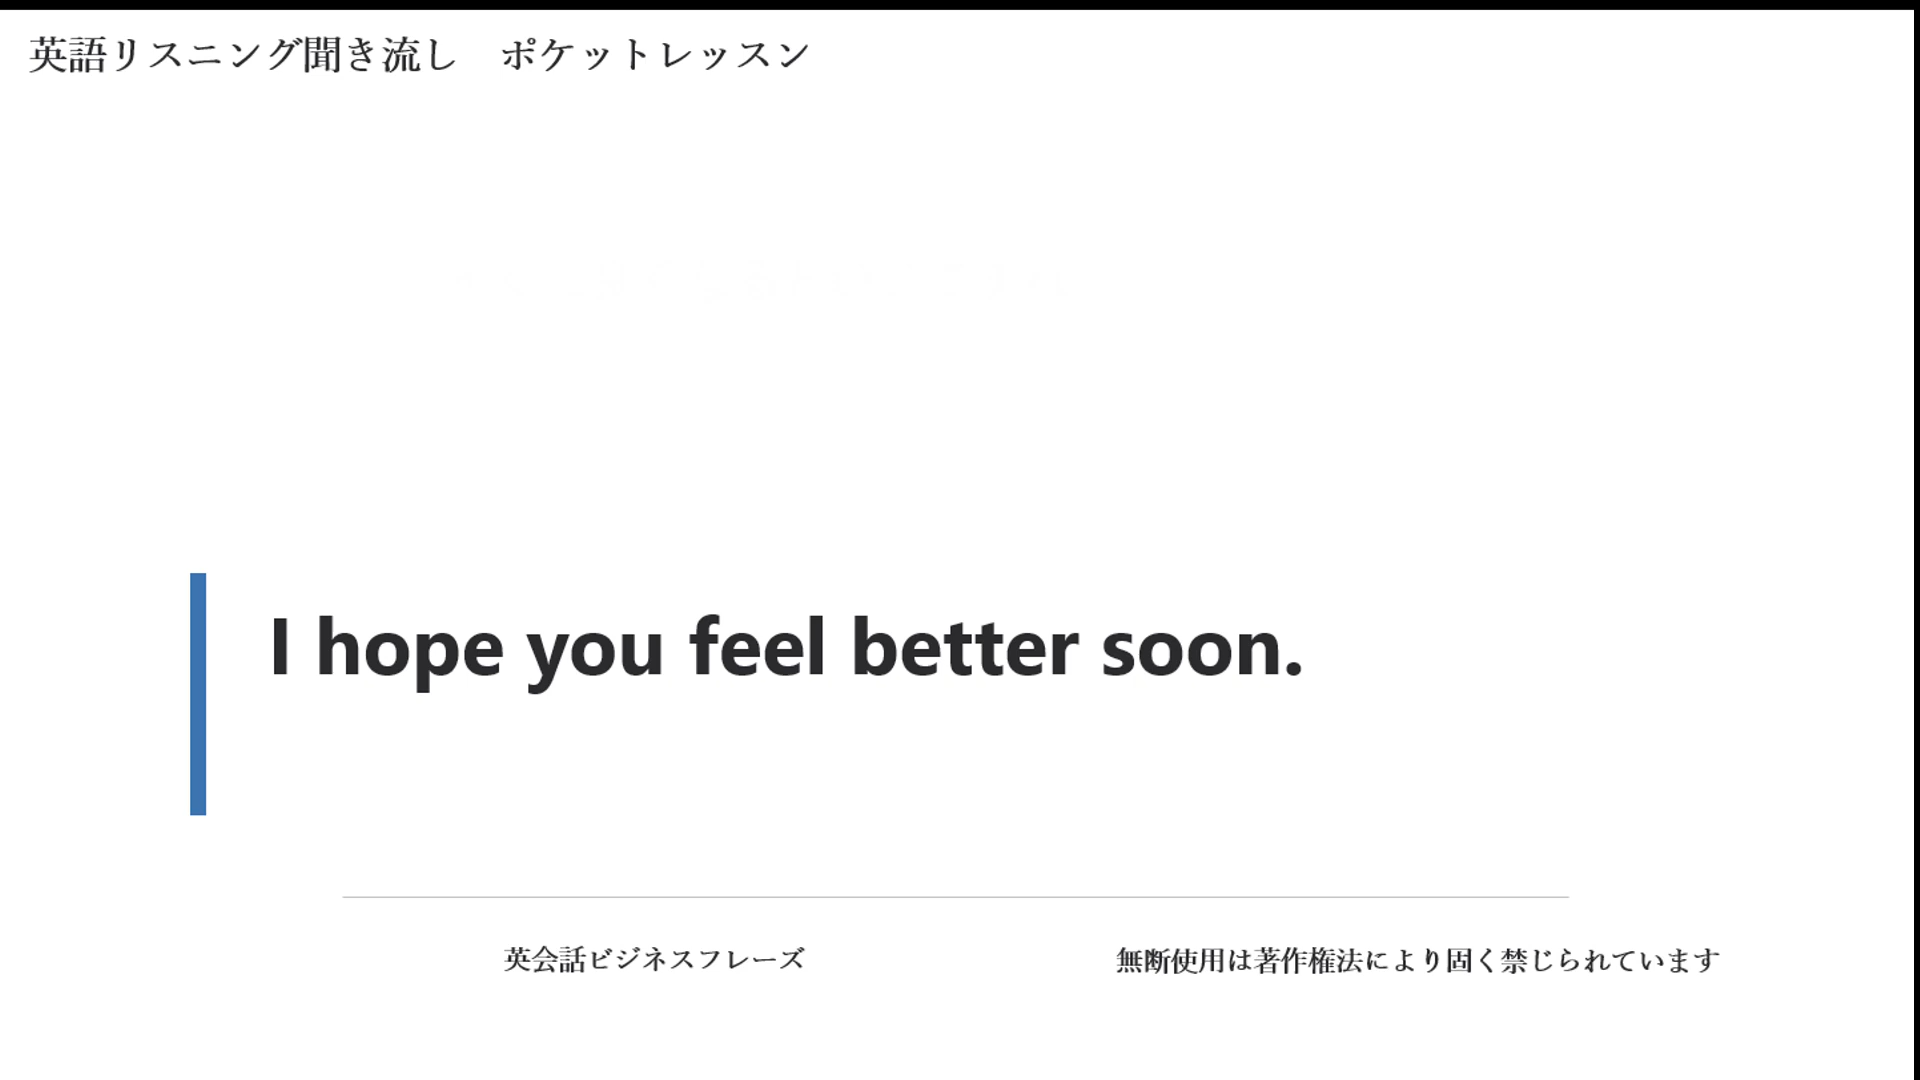 英語リスニング聞き流し　ポケットレッスン
I hope you feel better soon.
英会話ビジネスフレーズ
無断使用は著作権法により固く禁じられています